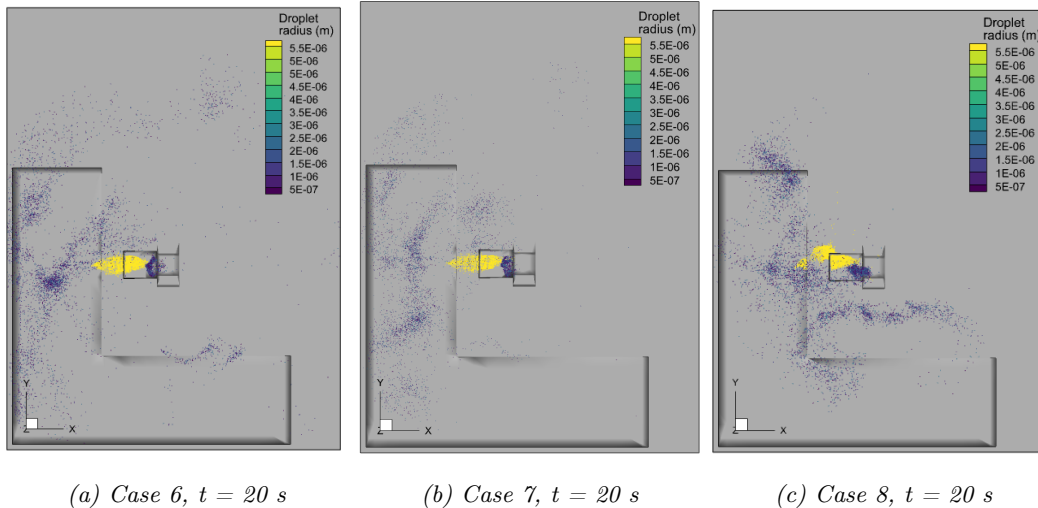 Droplet
radius (m)
5.5E-06
5E-06
5E-06
4.5E-06
4E-06
3.5E-06
3E-06
2.5E-06
2E-06
1.5E-06
1E-06
5E-07
Y
Z
X
Droplet
radius (m)
5.5E-06
5E-06
5E-06
4.5E-06
4E-06
3.5E-06
3E-06
2.5E-06
2E-06
1.5E-06
1E-06
5E-07
Y
Z
X
Droplet
radius (m)
5.5E-06
5E-06
5E-06
4.5E-06
4E-06
3.5E-06
3E-06
2.5E-06
2E-06
1.5E-06
1E-06
5E-07
Y
Z
X
(a) Case 6, t = 20 s
(b) Case 7, t = 20 s
(c) Case 8, t = 20 s